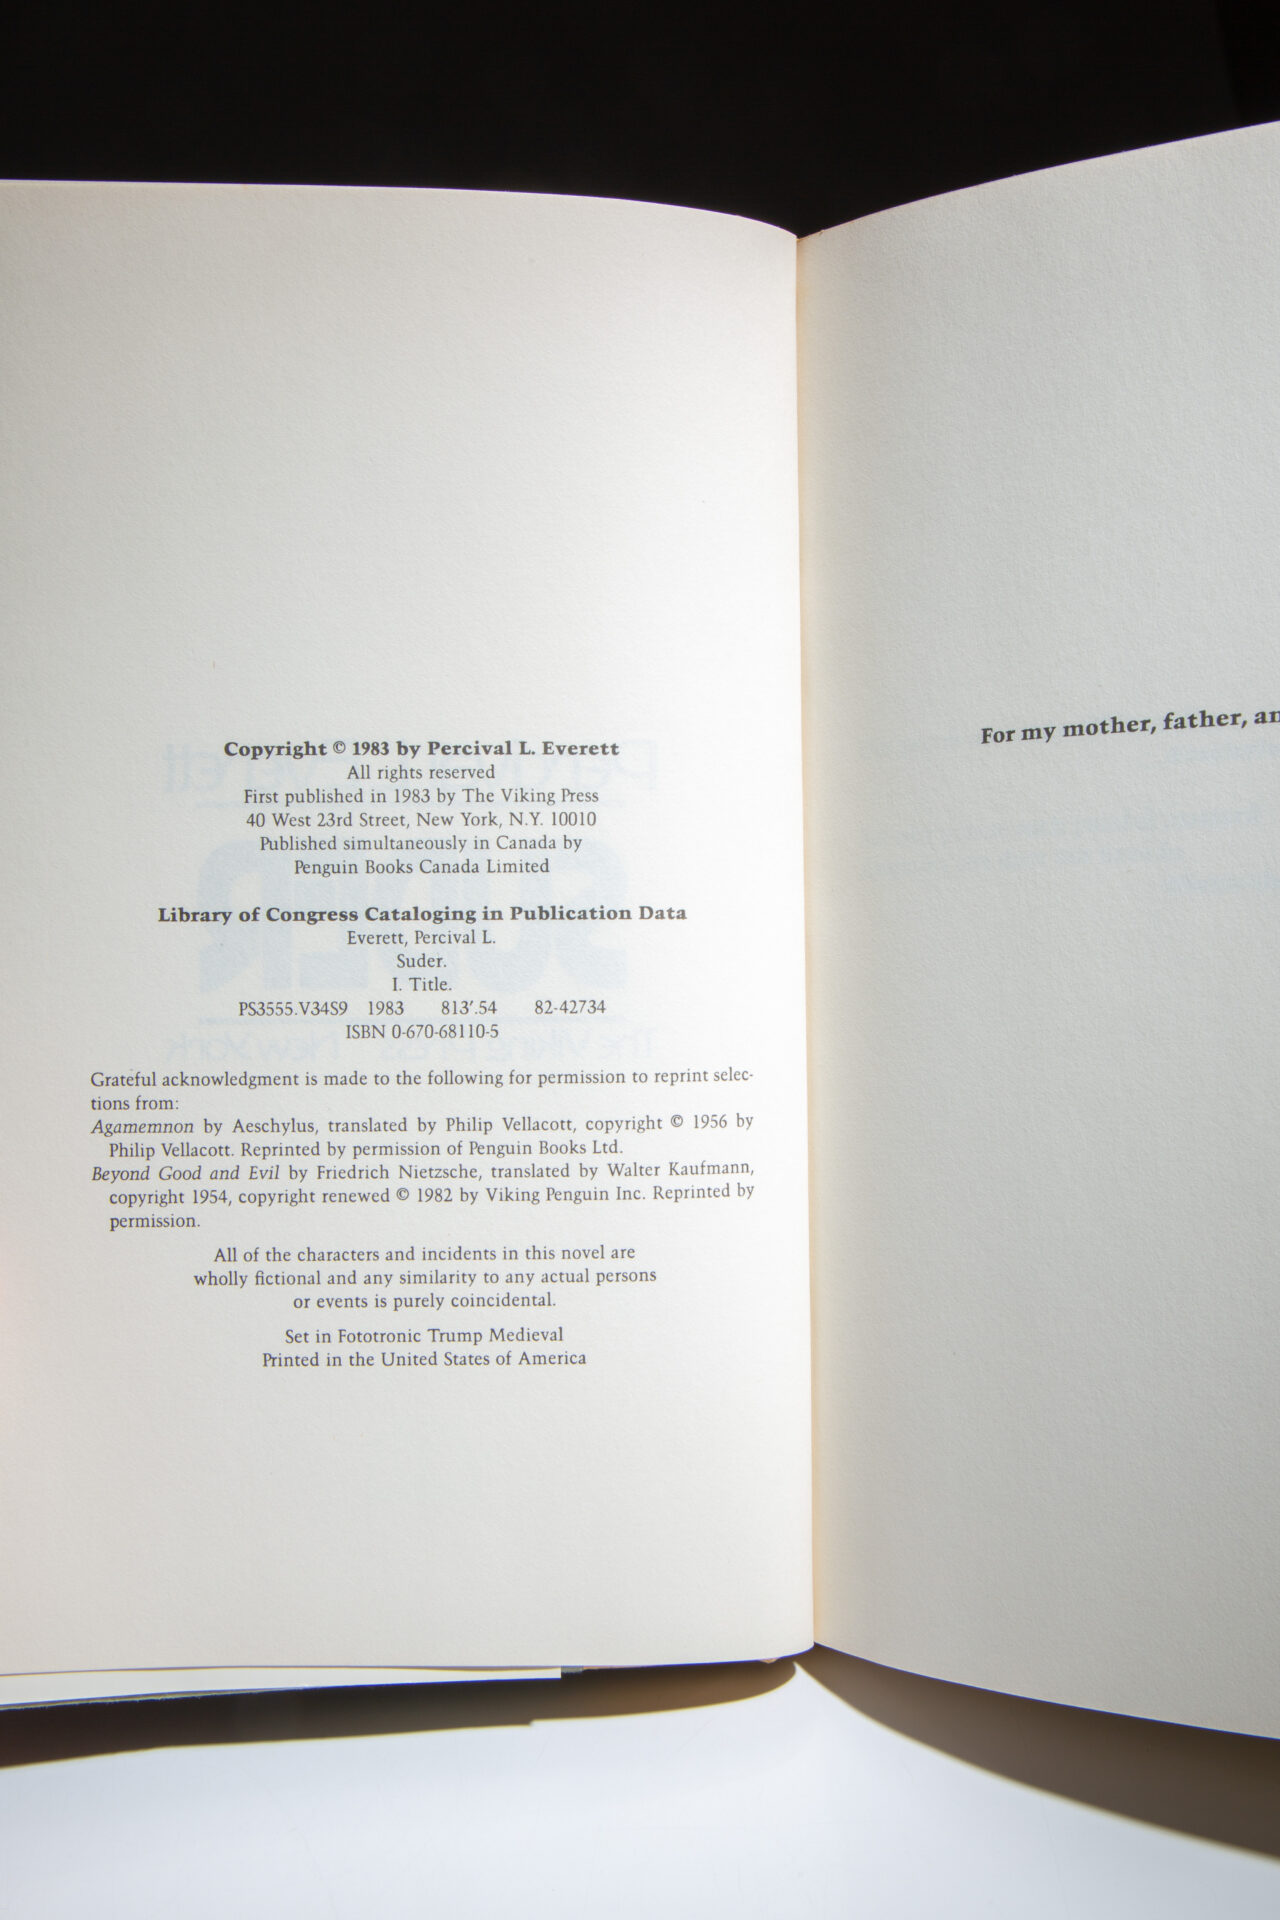 Copyright © 1983 by Percival L. Everett
All rights reserved
First published in 1983 by The Viking Press
40 West 23rd Street, New York, N.Y. 10010
Published simultaneously in Canada by
Penguin Books Canada Limited
Library of Congress Cataloging in Publication Data
Everett, Percival L.
Suder.
I. Title.
PS3555.V34S9 1983 813'.54 82-42734
ISBN 0-670-68110-5
Grateful acknowledgment is made to the following for permission to reprint selec-
tions from:
Agamemnon by Aeschylus, translated by Philip Vellacott, copyright © 1956 by
Philip Vellacott. Reprinted by permission of Penguin Books Ltd.
Beyond Good and Evil by Friedrich Nietzsche, translated by Walter Kaufmann,
copyright 1954, copyright renewed © 1982 by Viking Penguin Inc. Reprinted by
permission.
All of the characters and incidents in this novel are
wholly fictional and any similarity to any actual persons
or events is purely coincidental.
Set in Fototronic Trump Medieval
Printed in the United States of America
For my mother, father,